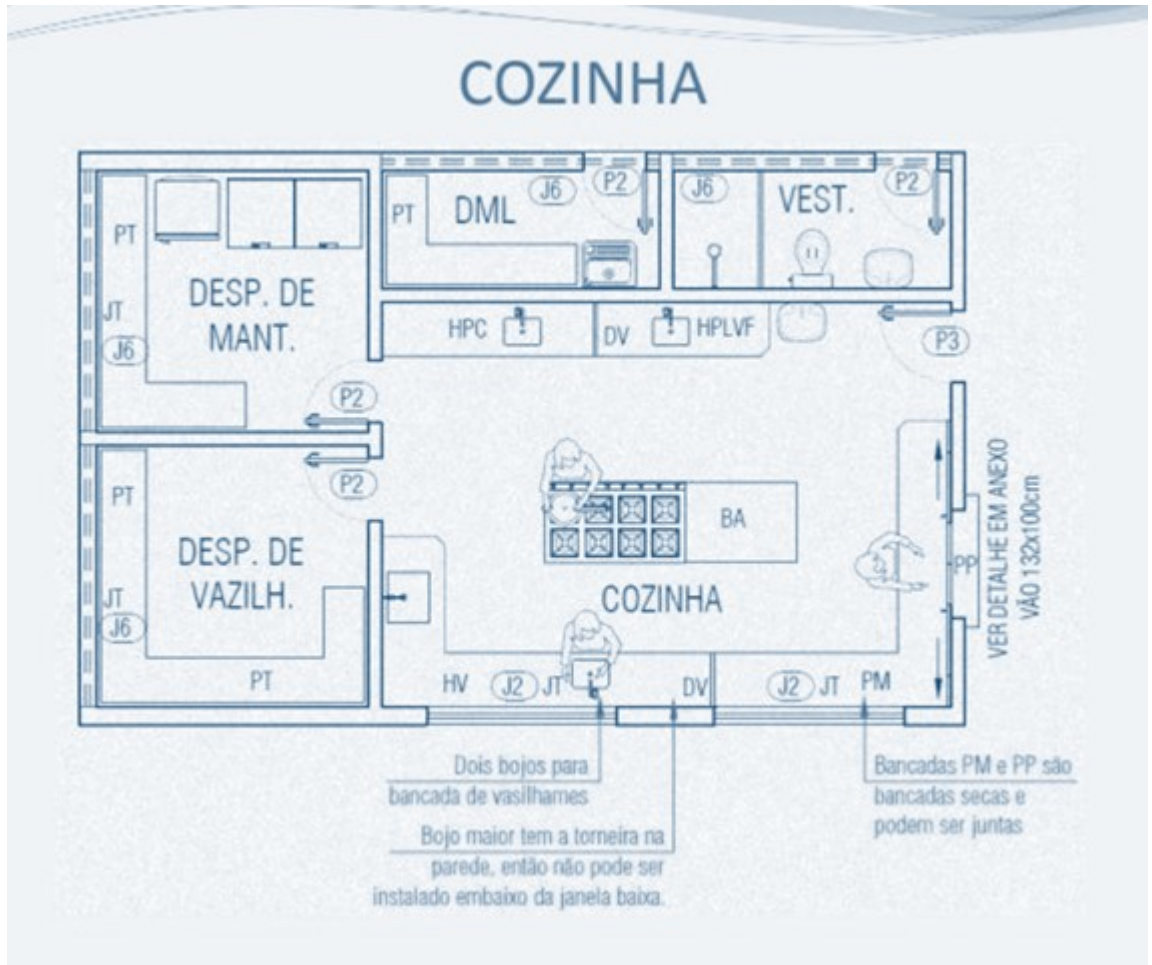 COZINHA
PT
DESP. DE
MANT.
JT
J6
P2
PT
DML
J6
P2
J6
VEST.
P2
HPC
DV
HPLVF
P3
P2
PT
DESP. DE
VAZILH.
JT
J6
PT
BA
COZINHA
PP
VER DETALHE EM ANEXO
VÃO 132x100cm
HV
J2
JT
DV
J2
JT
PM
Dois bojos para
bancada de vasilhames
Bojo maior tem a torneira na
parede, então não pode ser
instalado embaixo da janela baixa.
Bancadas PM e PP são
bancadas secas e
podem ser juntas